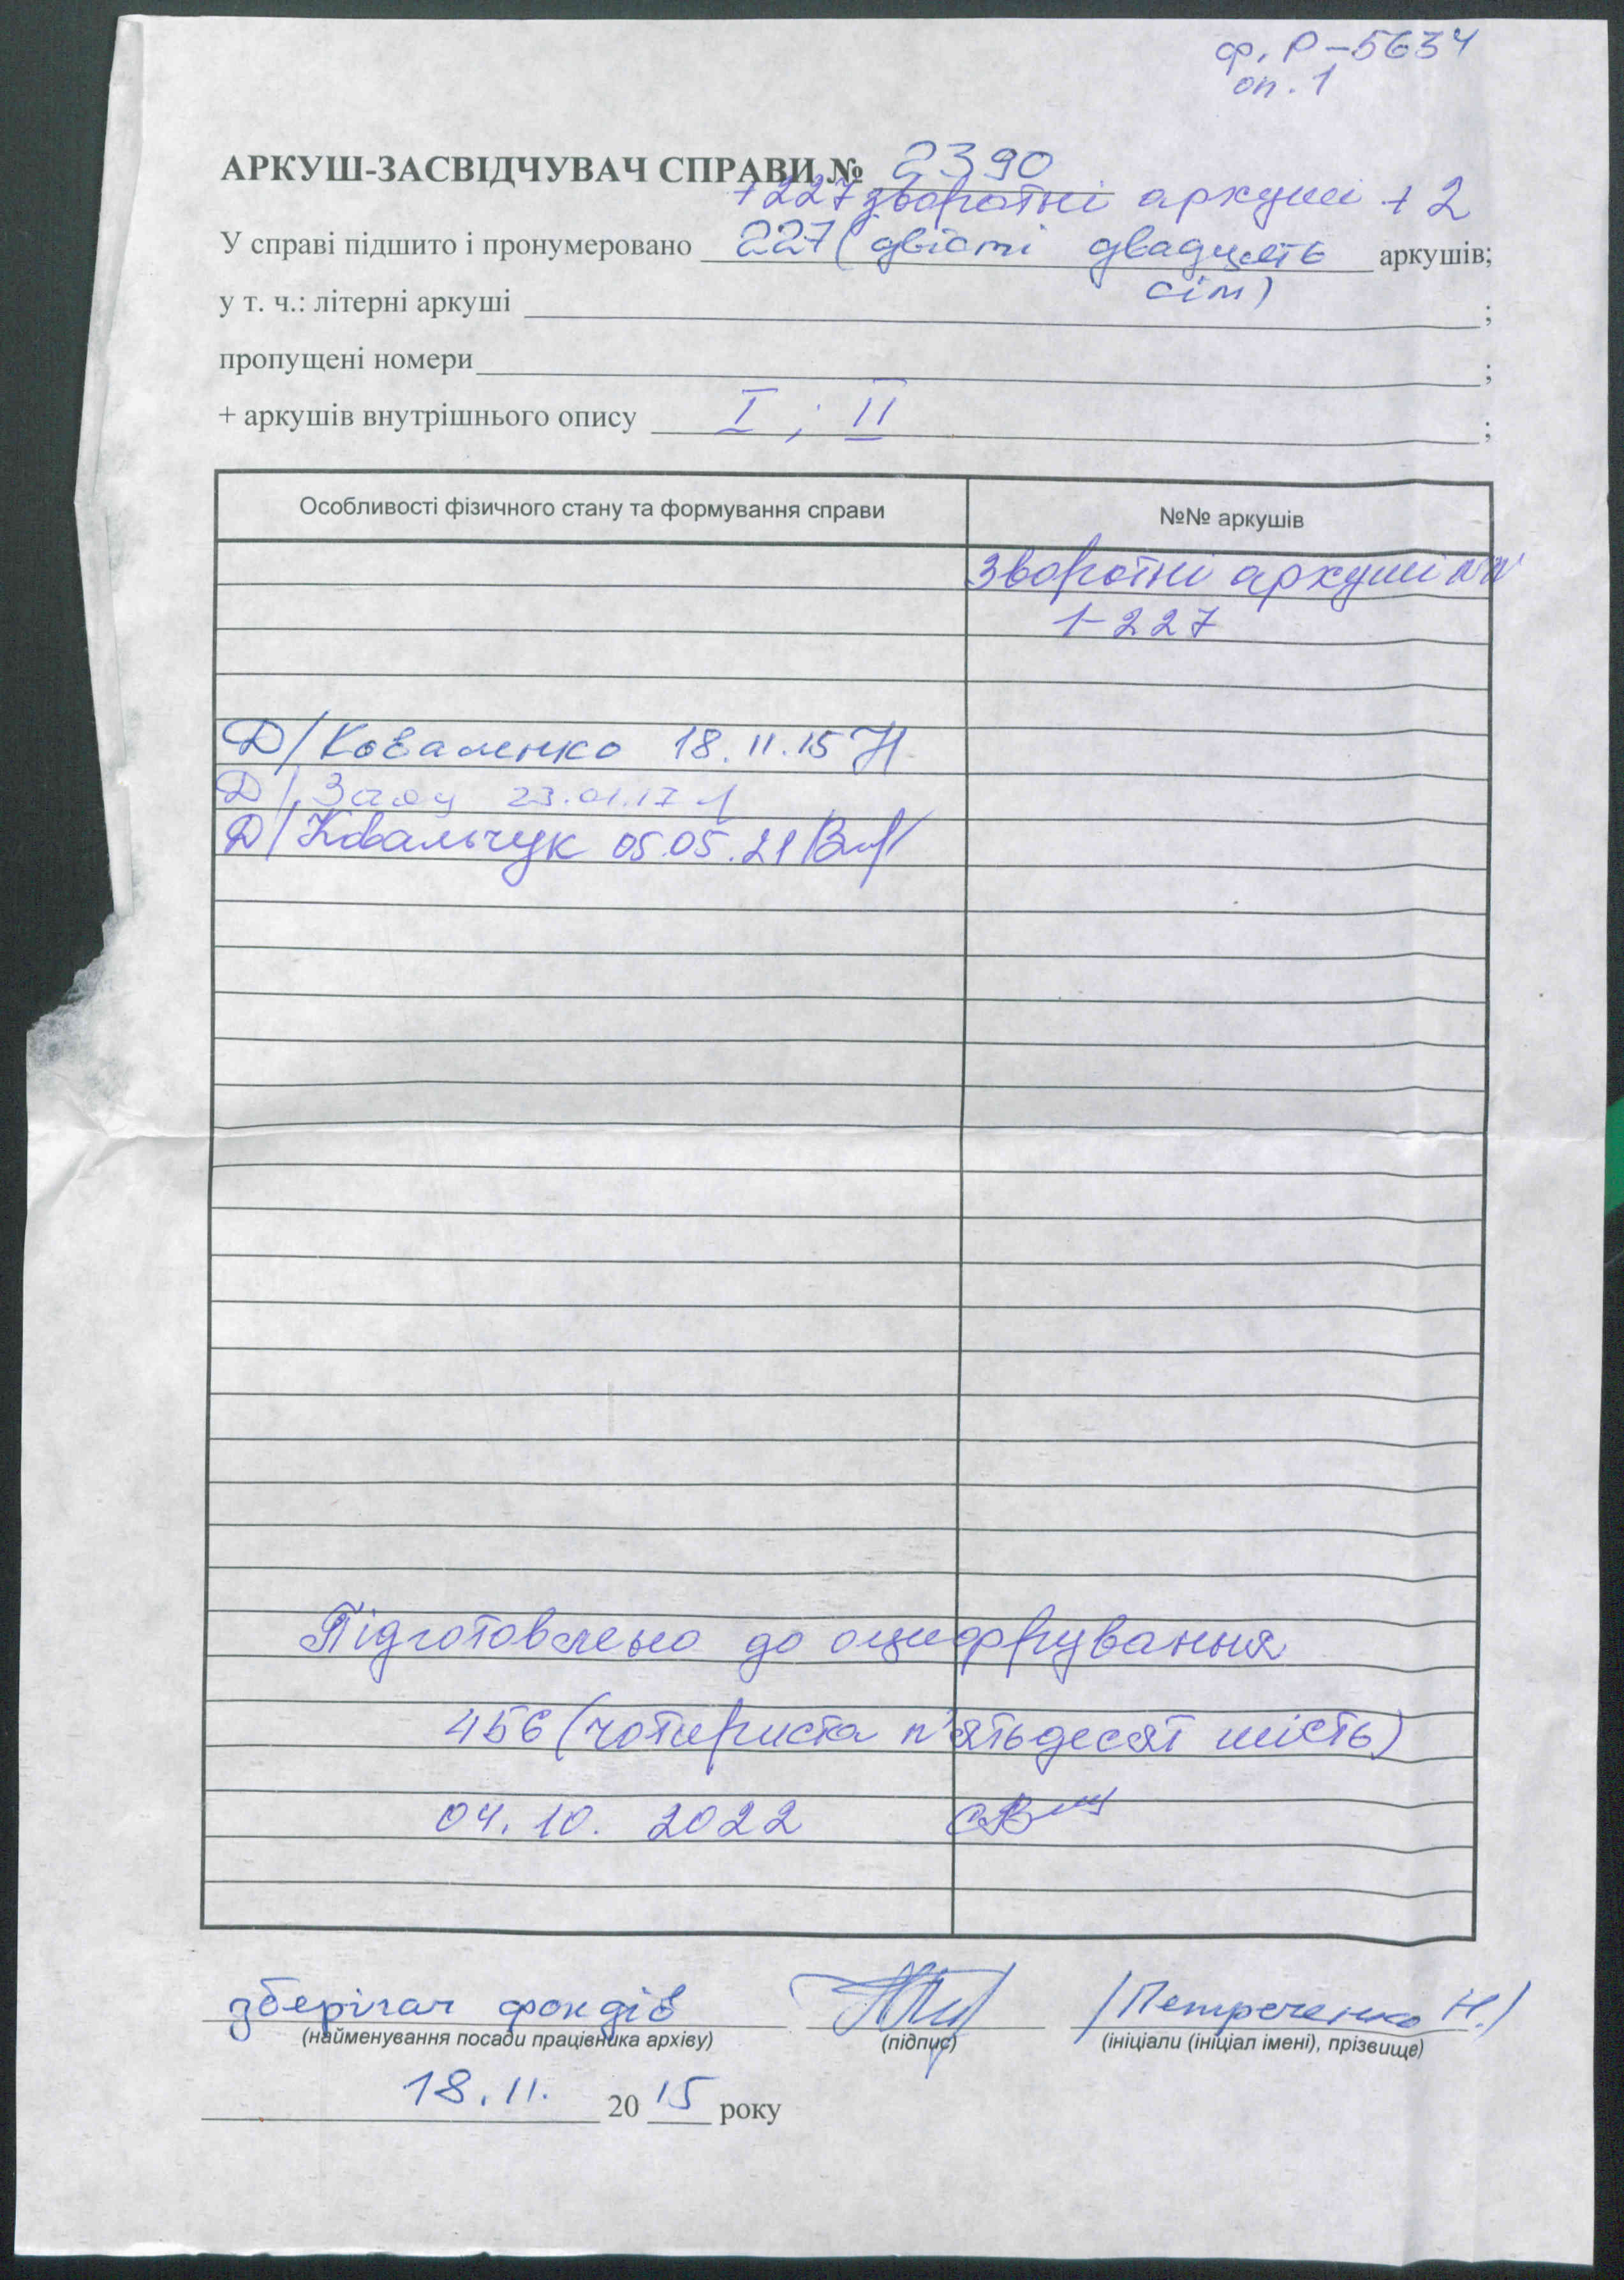 ф. Р-5634
оп. 1
АРКУШ-ЗАСВІДЧУВАЧ СПРАВИ № 2390
+227 зворотні аркуші + 2
У справі підшито і пронумеровано 227 (двісті двадцять аркушів;
сім)
у т. ч.: літерні аркуші ;
пропущені номери ;
+ аркушів внутрішнього опису I ; II ;
Особливості фізичного стану та формування справи №№ аркушів
Зворотні аркуші NN
1-227
Д/ Коваленко 18.11.15
Д/ 23.01.17
Д/ Ковальчук 05.05.21
Підготовлено до оцифрування
456 (чотириста п'ятьдесят шість)
04.10. 2022
зберігач фондів /Петреченко Н./
(найменування посади працівника архіву) (підпис) (ініціали (ініціал імені), прізвище)
18.11. 20 15 року